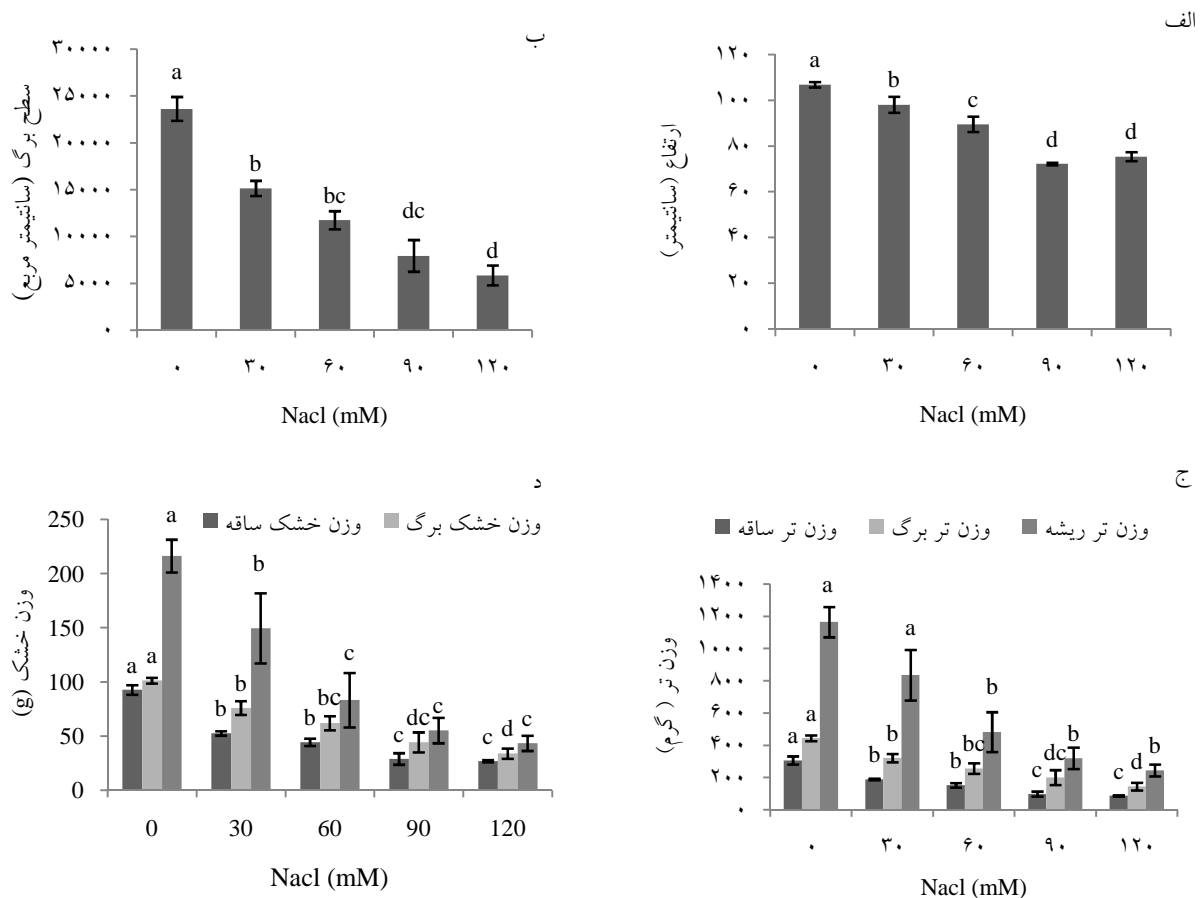 الف
ارتفاع (سانتیمتر)
۱۲۰
۱۰۰
۸۰
۶۰
۴۰
۲۰
۰
a
b
c
d
d
۰ ۳۰ ۶۰ ۹۰ ۱۲۰
Nacl (mM)
ب
سطح برگ (سانتیمتر مربع)
۳۰۰۰۰
۲۵۰۰۰
۲۰۰۰۰
۱۵۰۰۰
۱۰۰۰۰
۵۰۰۰
۰
a
b
bc
dc
d
۰ ۳۰ ۶۰ ۹۰ ۱۲۰
Nacl (mM)
ج
وزن تر ساقه وزن تر برگ وزن تر ریشه
وزن تر ( گرم)
۱۴۰۰
۱۲۰۰
۱۰۰۰
۸۰۰
۶۰۰
۴۰۰
۲۰۰
۰
a a a
b b a
b bc b
c dc b
c d b
۰ ۳۰ ۶۰ ۹۰ ۱۲۰
Nacl (mM)
د
وزن خشک ساقه وزن خشک برگ
وزن خشک (g)
250
200
150
100
50
0
a a a
b b b
b bc c
c dc c
c d c
0 30 60 90 120
Nacl (mM)